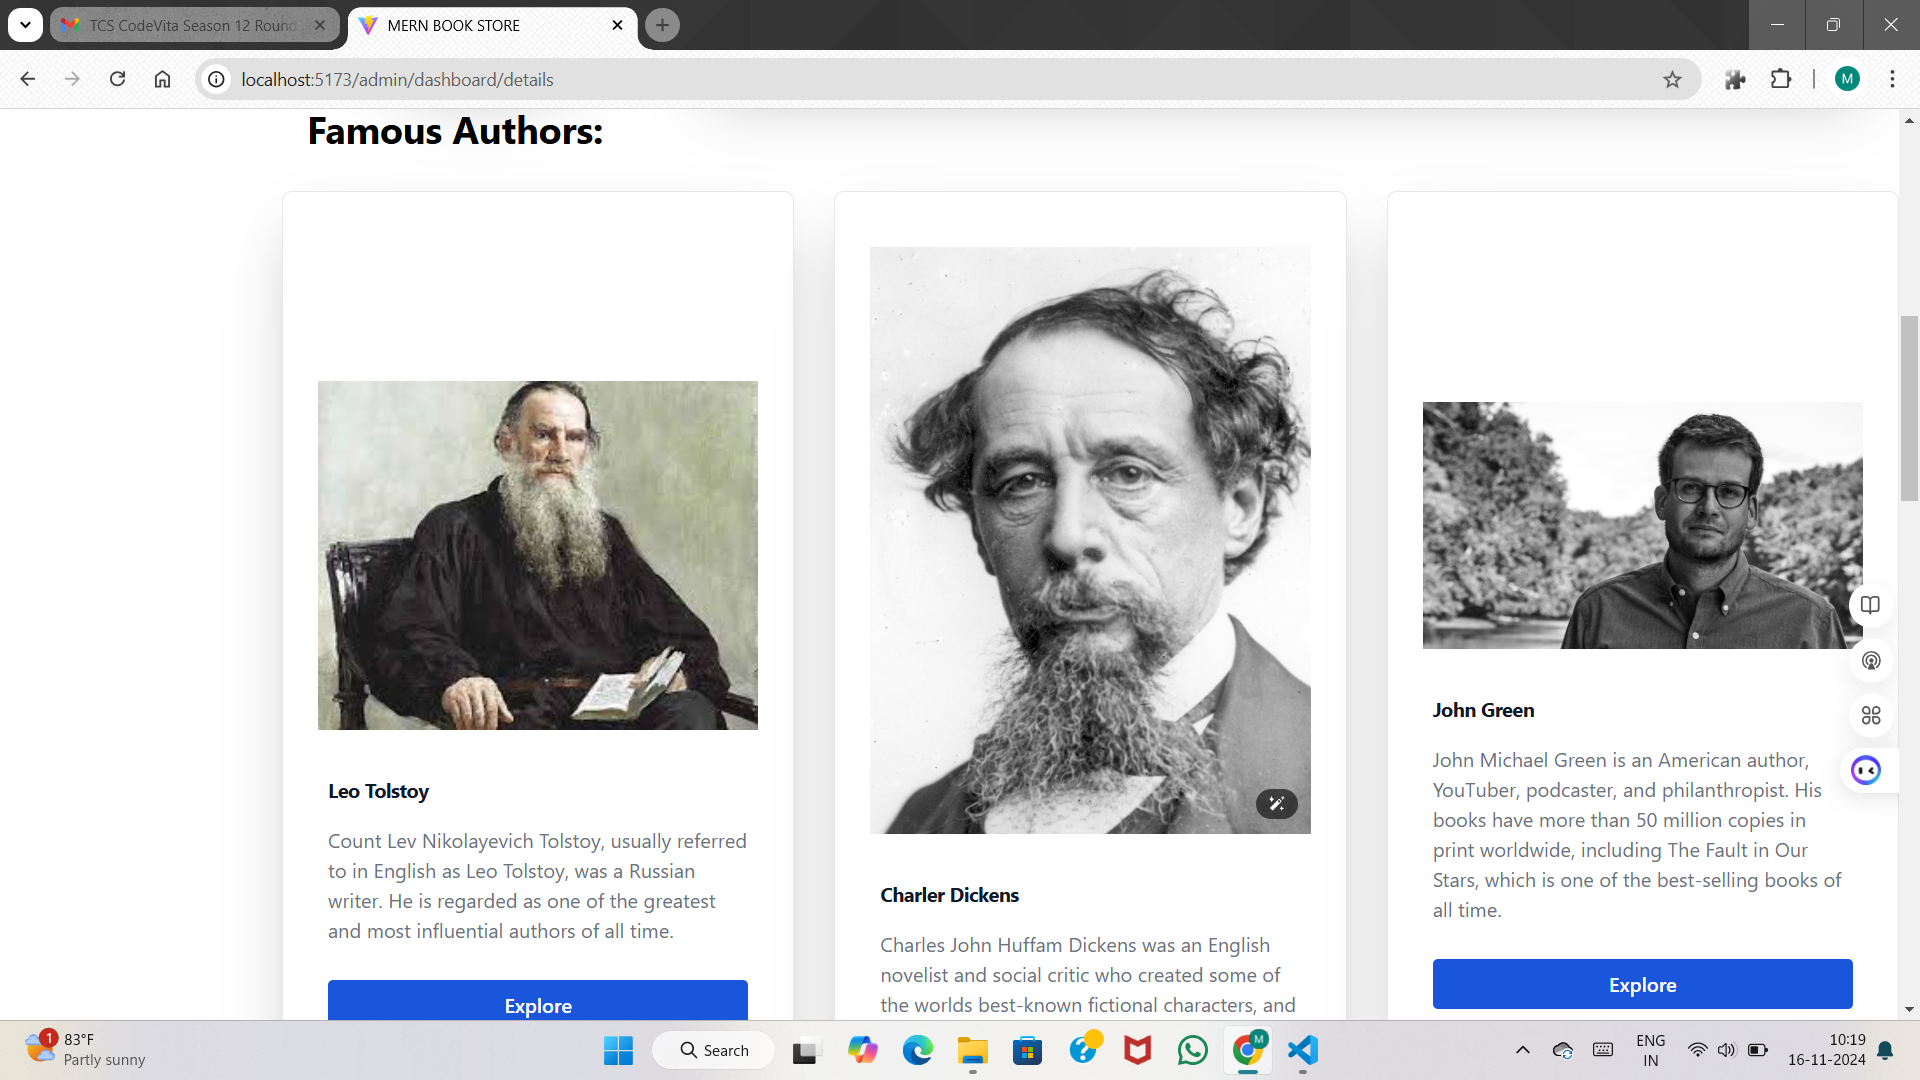 TCS CodeVita Season 12 Round
MERN BOOK STORE
localhost:5173/admin/dashboard/details
M
Famous Authors:
Leo Tolstoy
Count Lev Nikolayevich Tolstoy, usually referred
to in English as Leo Tolstoy, was a Russian
writer. He is regarded as one of the greatest
and most influential authors of all time.
Explore
Charler Dickens
Charles John Huffam Dickens was an English
novelist and social critic who created some of
the worlds best-known fictional characters, and
John Green
John Michael Green is an American author,
YouTuber, podcaster, and philanthropist. His
books have more than 50 million copies in
print worldwide, including The Fault in Our
Stars, which is one of the best-selling books of
all time.
Explore
1
83°F
Partly sunny
Search
M
ENG
IN
10:19
16-11-2024